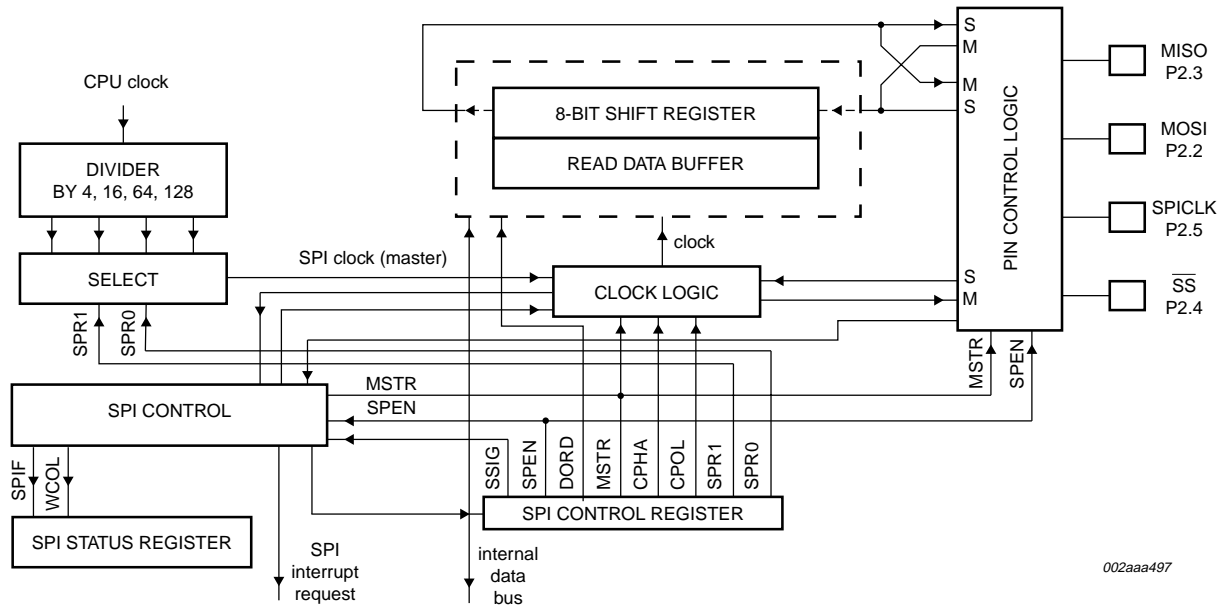 CPU clock
DIVIDER
BY 4, 16, 64, 128
SELECT
SPR1
SPR0
SPI clock (master)
8-BIT SHIFT REGISTER
READ DATA BUFFER
clock
CLOCK LOGIC
S
M
M
S
S
M
PIN CONTROL LOGIC
MISO
P2.3
MOSI
P2.2
SPICLK
P2.5
SS
P2.4
MSTR
SPEN
SPI CONTROL
MSTR
SPEN
SPIF
WCOL
SPI STATUS REGISTER
SSIG
SPEN
DORD
MSTR
CPHA
CPOL
SPR1
SPR0
SPI CONTROL REGISTER
SPI
interrupt
request
internal
data
bus
002aaa497